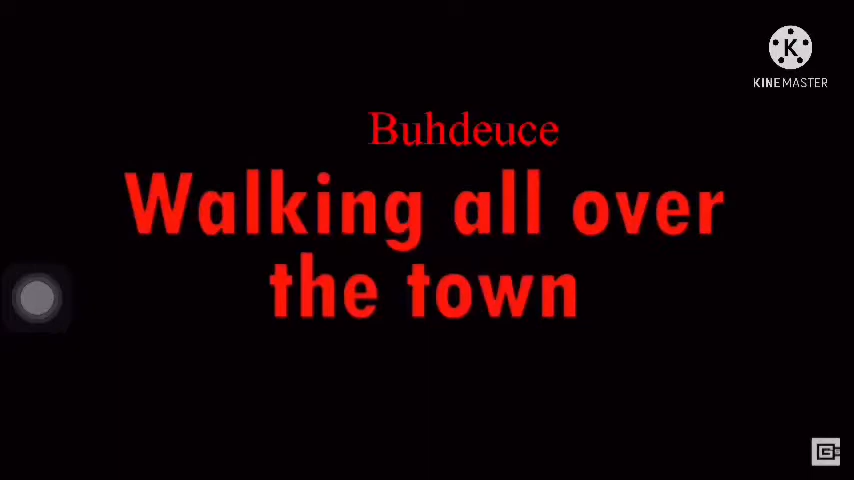 K
KINEMASTER
Buhdeuce
Walking all over
the town